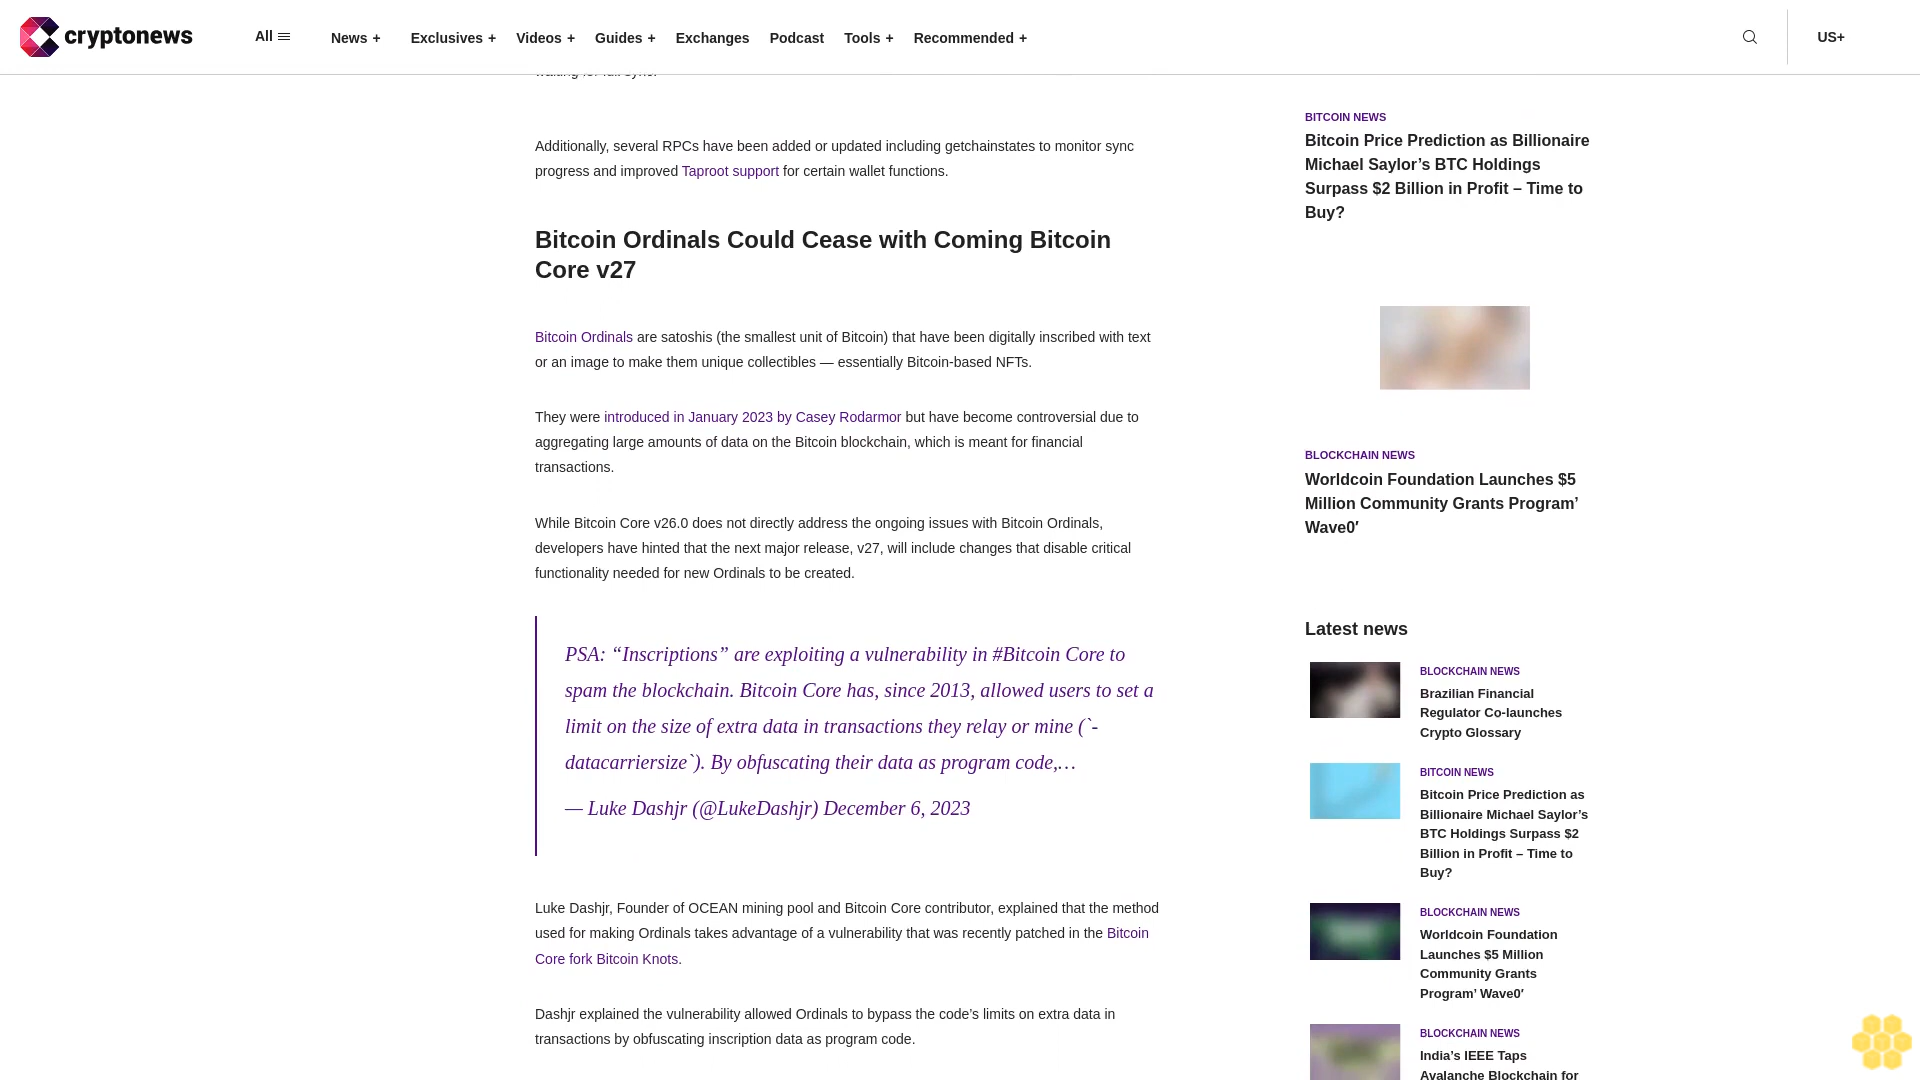 cryptonews
All
News +
Exclusives +
Videos +
Guides +
Exchanges
Podcast
Tools +
Recommended +
US+
Additionally, several RPCs have been added or updated including getchainstates to monitor sync
progress and improved Taproot support for certain wallet functions.
Bitcoin Ordinals Could Cease with Coming Bitcoin
Core v27
Bitcoin Ordinals are satoshis (the smallest unit of Bitcoin) that have been digitally inscribed with text
or an image to make them unique collectibles — essentially Bitcoin-based NFTs.
They were introduced in January 2023 by Casey Rodarmor but have become controversial due to
aggregating large amounts of data on the Bitcoin blockchain, which is meant for financial
transactions.
While Bitcoin Core v26.0 does not directly address the ongoing issues with Bitcoin Ordinals,
developers have hinted that the next major release, v27, will include changes that disable critical
functionality needed for new Ordinals to be created.
PSA: “Inscriptions” are exploiting a vulnerability in #Bitcoin Core to
spam the blockchain. Bitcoin Core has, since 2013, allowed users to set a
limit on the size of extra data in transactions they relay or mine (`-
datacarriersize`). By obfuscating their data as program code,…
— Luke Dashjr (@LukeDashjr) December 6, 2023
Luke Dashjr, Founder of OCEAN mining pool and Bitcoin Core contributor, explained that the method
used for making Ordinals takes advantage of a vulnerability that was recently patched in the Bitcoin
Core fork Bitcoin Knots.
Dashjr explained the vulnerability allowed Ordinals to bypass the code’s limits on extra data in
transactions by obfuscating inscription data as program code.
BITCOIN NEWS
Bitcoin Price Prediction as Billionaire
Michael Saylor’s BTC Holdings
Surpass $2 Billion in Profit – Time to
Buy?
BLOCKCHAIN NEWS
Worldcoin Foundation Launches $5
Million Community Grants Program’
Wave0′
Latest news
BLOCKCHAIN NEWS
Brazilian Financial
Regulator Co-launches
Crypto Glossary
BITCOIN NEWS
Bitcoin Price Prediction as
Billionaire Michael Saylor’s
BTC Holdings Surpass $2
Billion in Profit – Time to
Buy?
BLOCKCHAIN NEWS
Worldcoin Foundation
Launches $5 Million
Community Grants
Program’ Wave0′
BLOCKCHAIN NEWS
India’s IEEE Taps
Avalanche Blockchain for